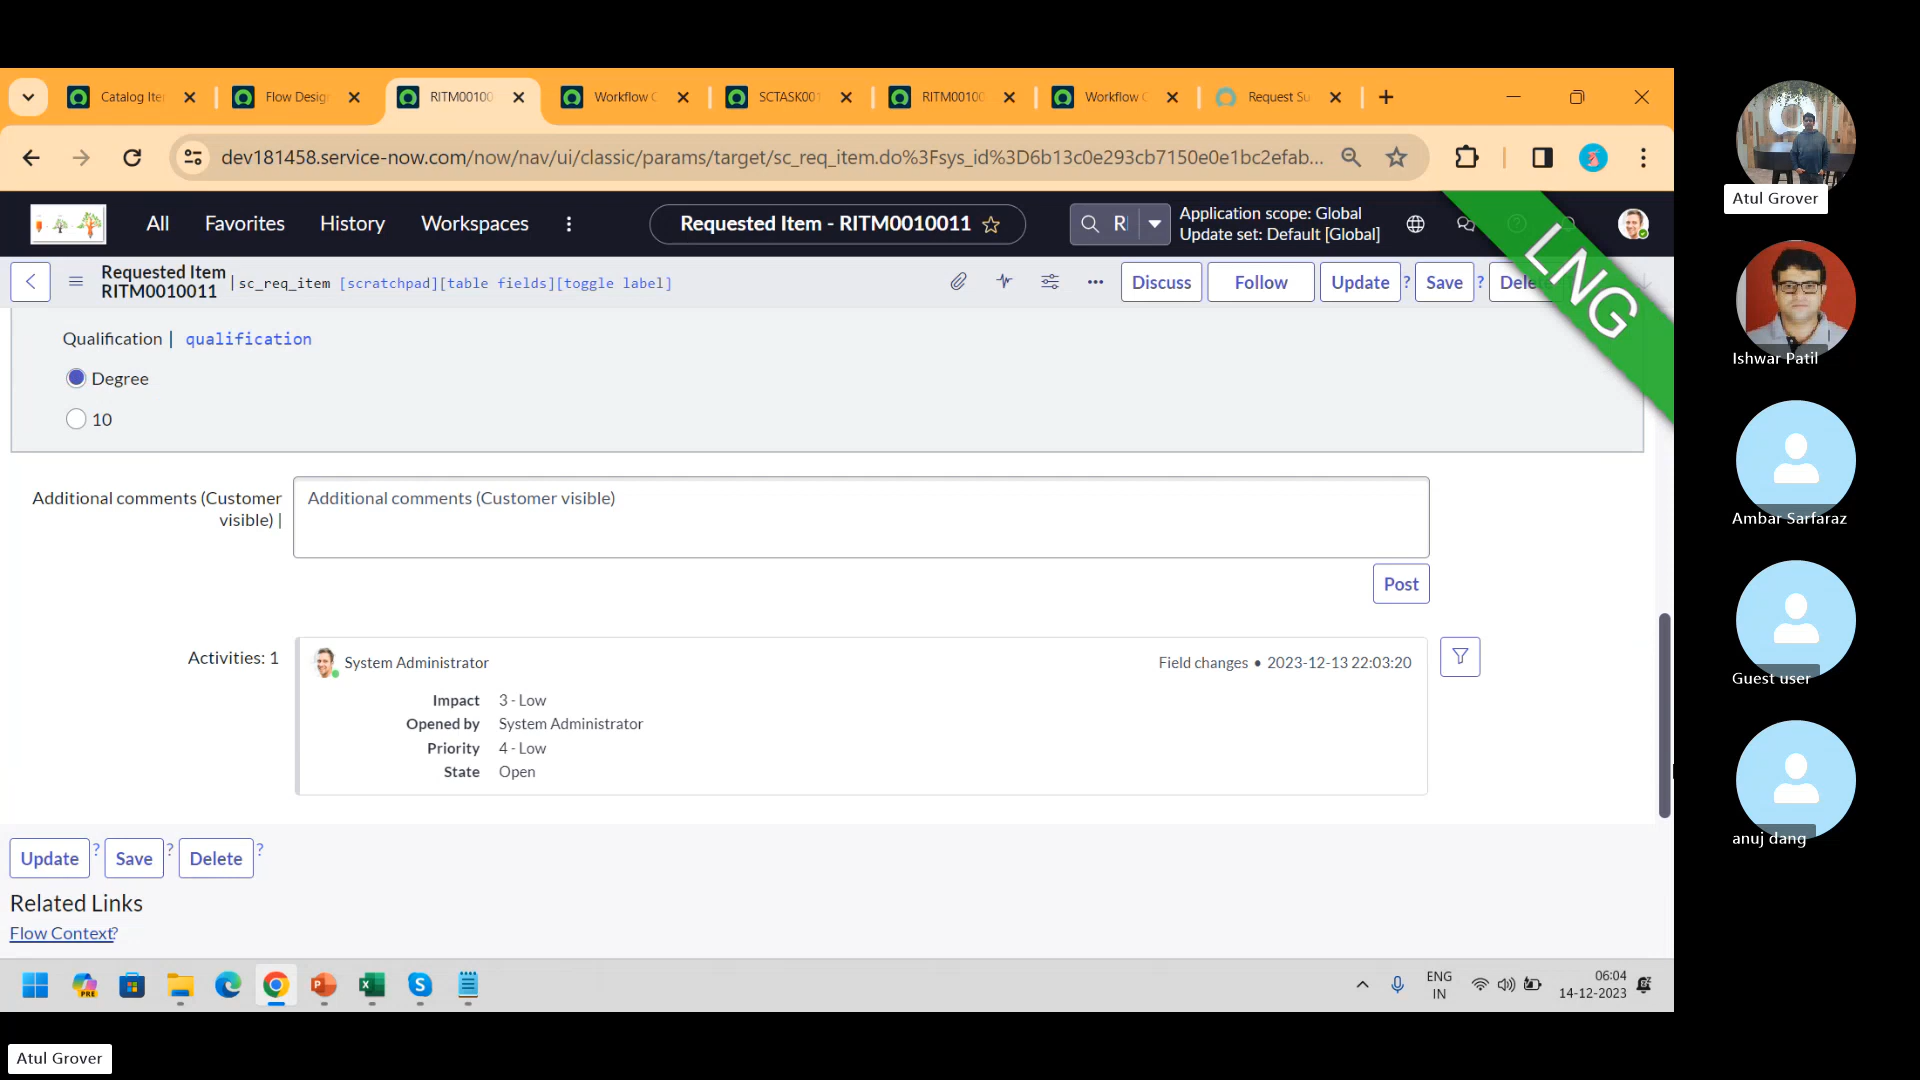 Catalog Ite
Flow Desig
RITM00100
Workflow C
SCTASK001
RITM00100
Workflow C
Request Su
dev181458.service-now.com/now/nav/ui/classic/params/target/sc_req_item.do%3Fsys_id%3D6b13c0e293cb7150e0e1bc2efab...
All
Favorites
History
Workspaces
Requested Item - RITM0010011
Application scope: Global
Update set: Default [Global]
Requested Item
RITM0010011
|sc_req_item [scratchpad][table fields][toggle label]
Discuss
Follow
Update
?
Save
?
LNG
Qualification | qualification
Degree
10
Additional comments (Customer
visible) |
Additional comments (Customer visible)
Post
Activities: 1
System Administrator
Field changes • 2023-12-13 22:03:20
Impact 3 - Low
Opened by System Administrator
Priority 4 - Low
State Open
Update ?
Save ?
Delete ?
Related Links
Flow Context?
PRE
ENG
IN
06:04
14-12-2023
Atul Grover
Ishwar Patil
Ambar Sarfaraz
Guest user
anuj dang
Atul Grover